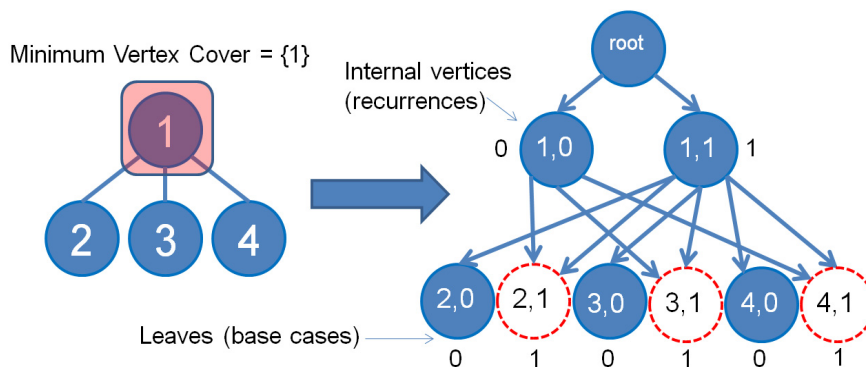 Minimum Vertex Cover = {1}
1
2 3 4
root
Internal vertices
(recurrences)
0 1,0 1,1 1
2,0 2,1 3,0 3,1 4,0 4,1
Leaves (base cases)
0 1 0 1 0 1